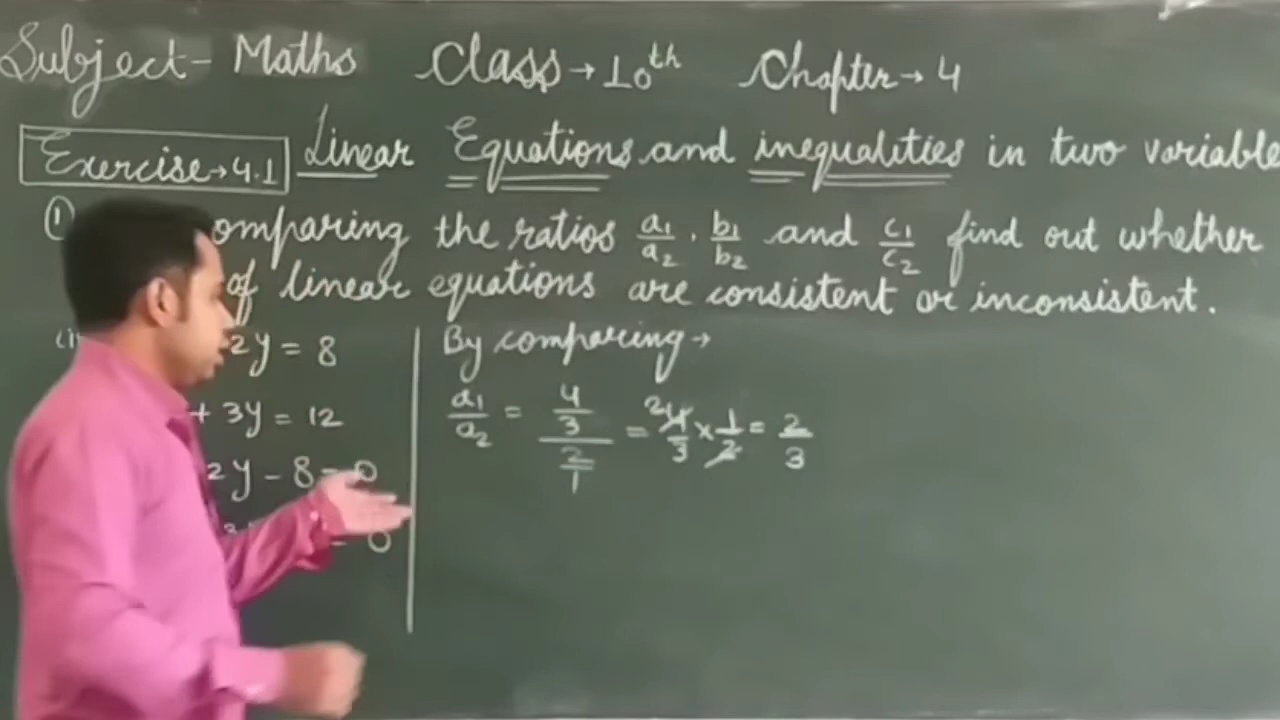 Subject- Maths Class→10th Chapter→4
Exercise→4.1 Linear Equations and inequalities in two variable
① omparing the ratios a1/a2, b1/b2 and c1/c2 find out whether
of linear equations are consistent or inconsistent.
2y = 8
By comparing→
+ 3y = 12
a1/a2 = 4/3 / 2/1 = 4/3 × 1/2 = 2/3
2y - 8 = 0
0